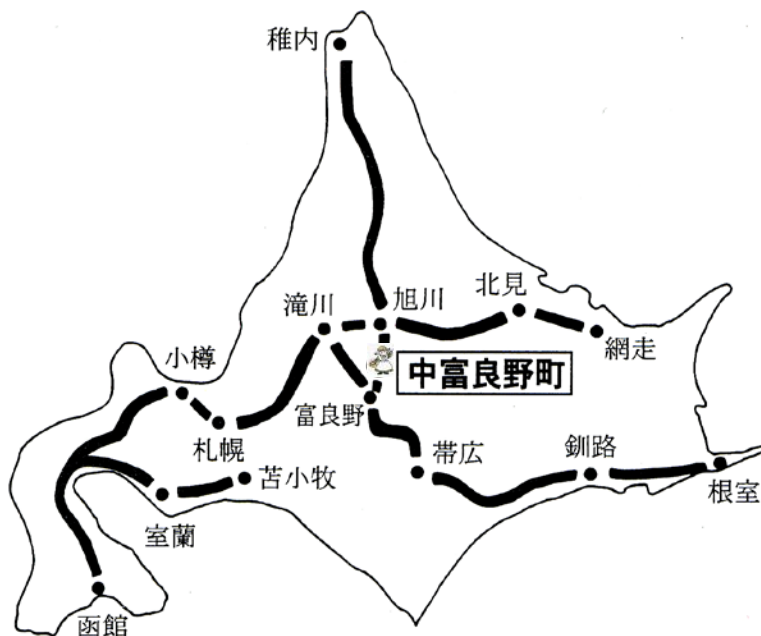 稚内
北見
旭川
滝川
網走
小樽
中富良野町
富良野
札幌
帯広
釧路
苫小牧
根室
室蘭
函館